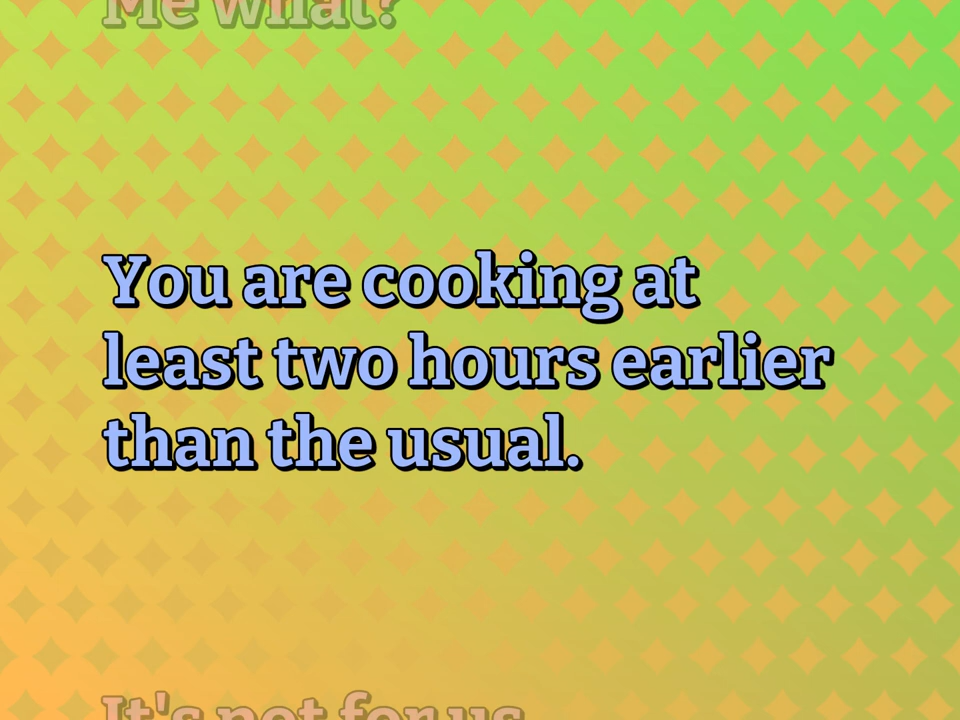 Me what?
You are cooking at
least two hours earlier
than the usual.
It's not for us